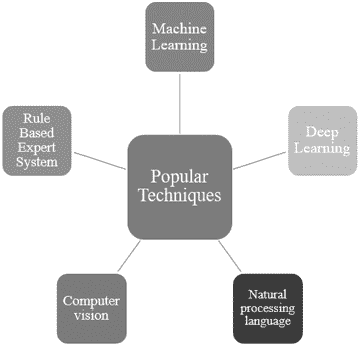 Machine
Learning
Rule
Based
Expert
System
Deep
Learning
Popular
Techniques
Computer
vision
Natural
processing
language